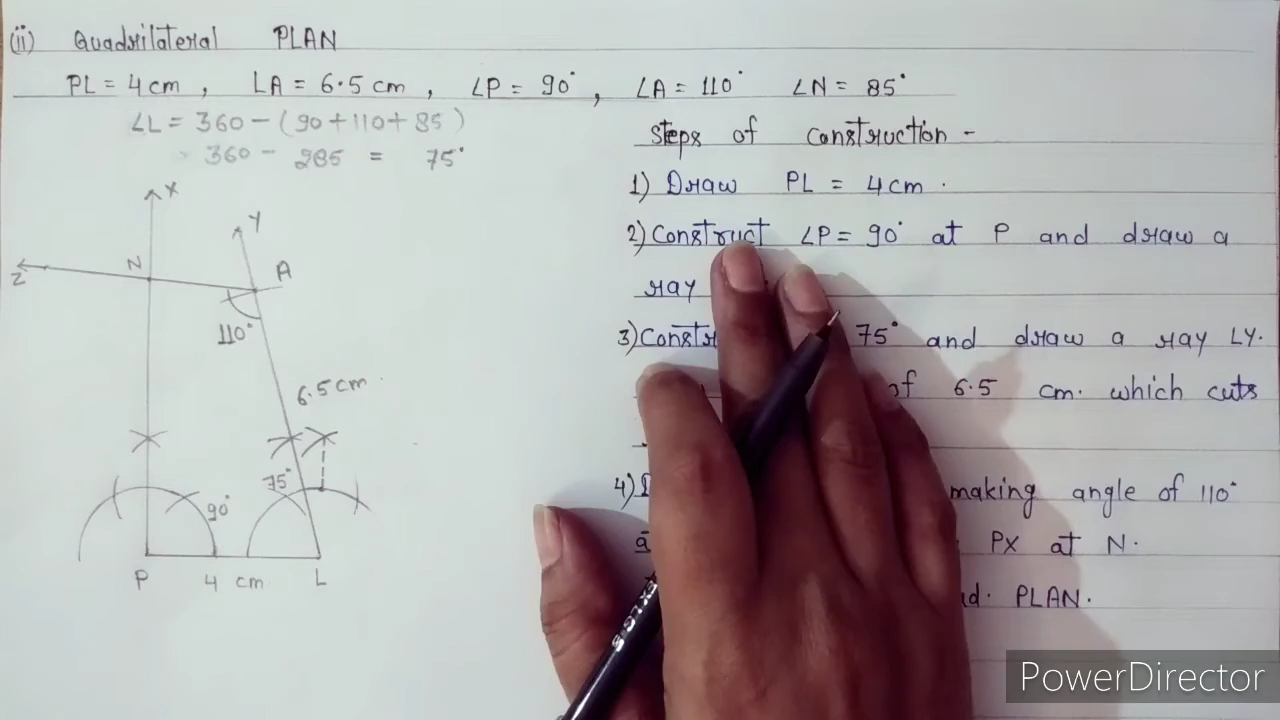 (ii) Quadrilateral PLAN
PL = 4 cm, LA = 6.5 cm, ∠P = 90°, ∠A = 110° ∠N = 85°
∠L = 360 - (90 + 110 + 85)
360 - 285 = 75°
X
Y
Z
N
A
110°
6.5 cm.
75°
90°
P 4 cm L
Steps of construction -
1) Draw PL = 4 cm.
2) Construct ∠P = 90° at P and draw a
ray
3) 75° and draw a ray LY.
of 6.5 cm. which cuts
4) making angle of 110°
PX at N.
PLAN.
PowerDirector